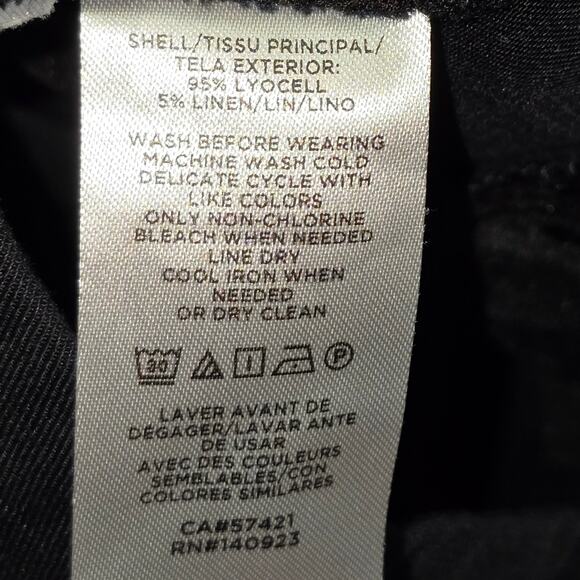 SHELL/TISSU PRINCIPAL/
TELA EXTERIOR:
95% LYOCELL
5% LINEN/LIN/LINO
WASH BEFORE WEARING
MACHINE WASH COLD
DELICATE CYCLE WITH
LIKE COLORS
ONLY NON-CHLORINE
BLEACH WHEN NEEDED
LINE DRY
COOL IRON WHEN
NEEDED
OR DRY CLEAN
30 P
LAVER AVANT DE
DEGAGER/LAVAR ANTE
DE USAR
AVEC DES COULEURS
SEMBLABLES/CON
COLORES SIMILARES
CA#57421
RN#140923